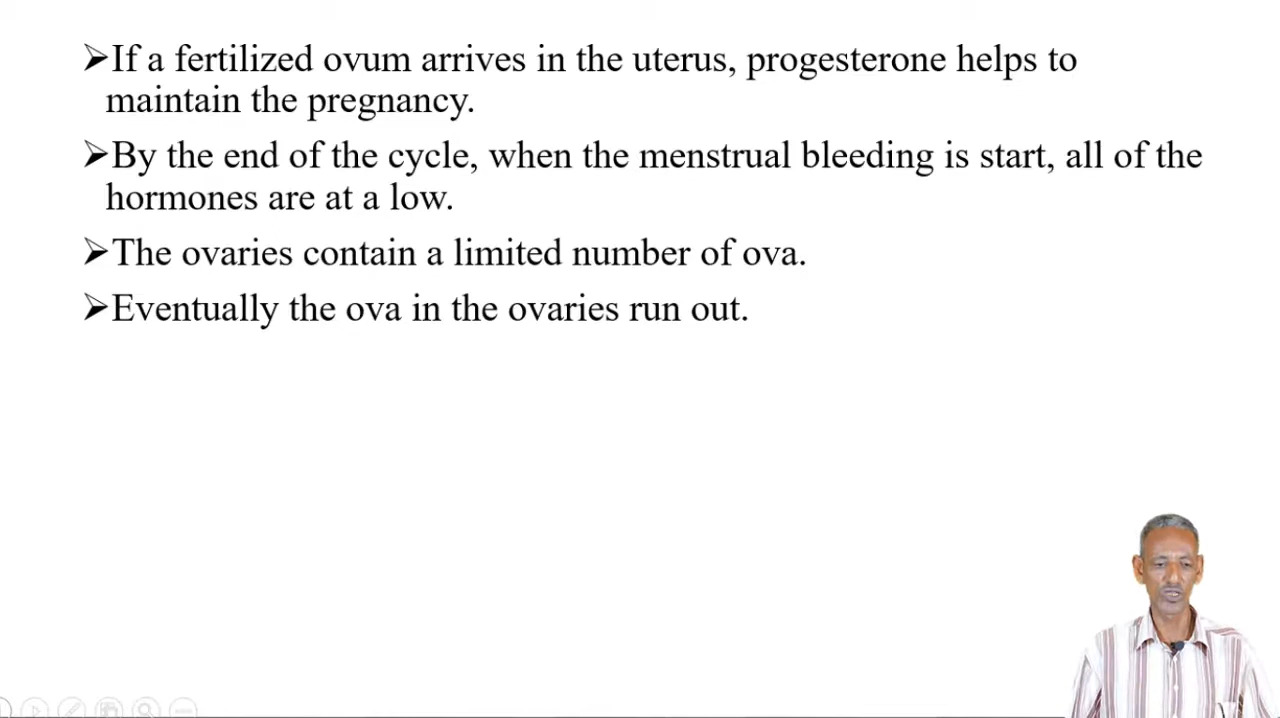 ➢If a fertilized ovum arrives in the uterus, progesterone helps to
maintain the pregnancy.
➢By the end of the cycle, when the menstrual bleeding is start, all of the
hormones are at a low.
➢The ovaries contain a limited number of ova.
➢Eventually the ova in the ovaries run out.